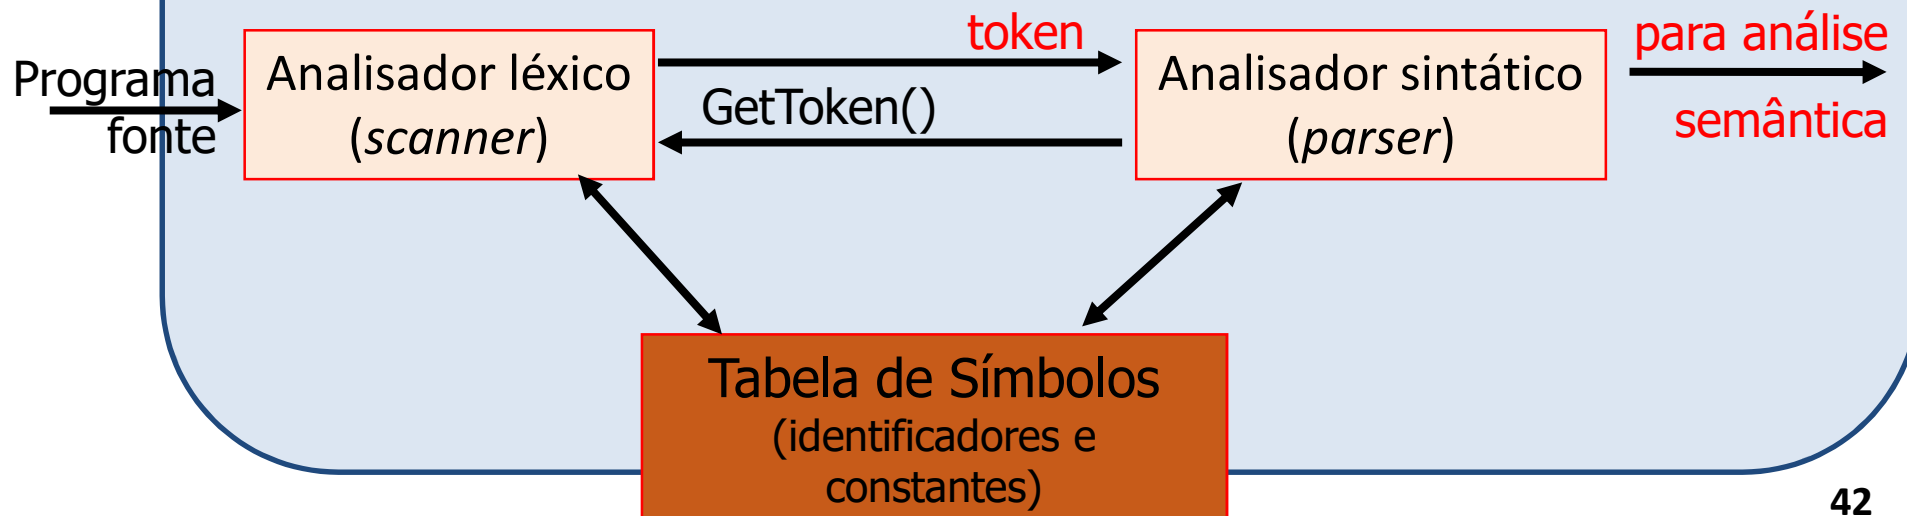 Programa
fonte
Analisador léxico
(scanner)
token
GetToken()
Analisador sintático
(parser)
para análise
semântica
Tabela de Símbolos
(identificadores e
constantes)
42